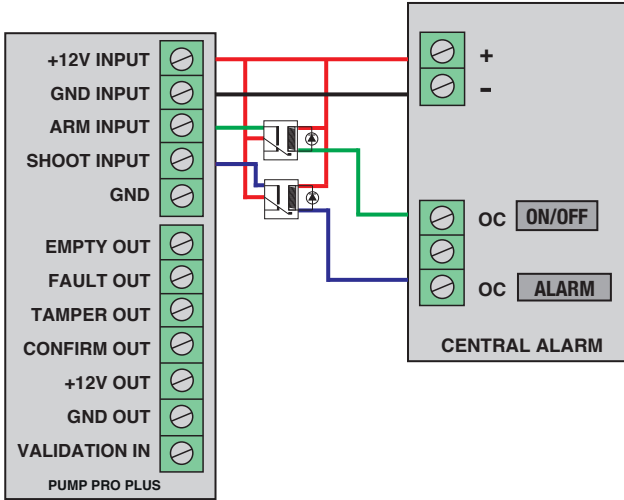 +12V INPUT
GND INPUT
ARM INPUT
SHOOT INPUT
GND
EMPTY OUT
FAULT OUT
TAMPER OUT
CONFIRM OUT
+12V OUT
GND OUT
VALIDATION IN
PUMP PRO PLUS
+
-
OC ON/OFF
OC ALARM
CENTRAL ALARM